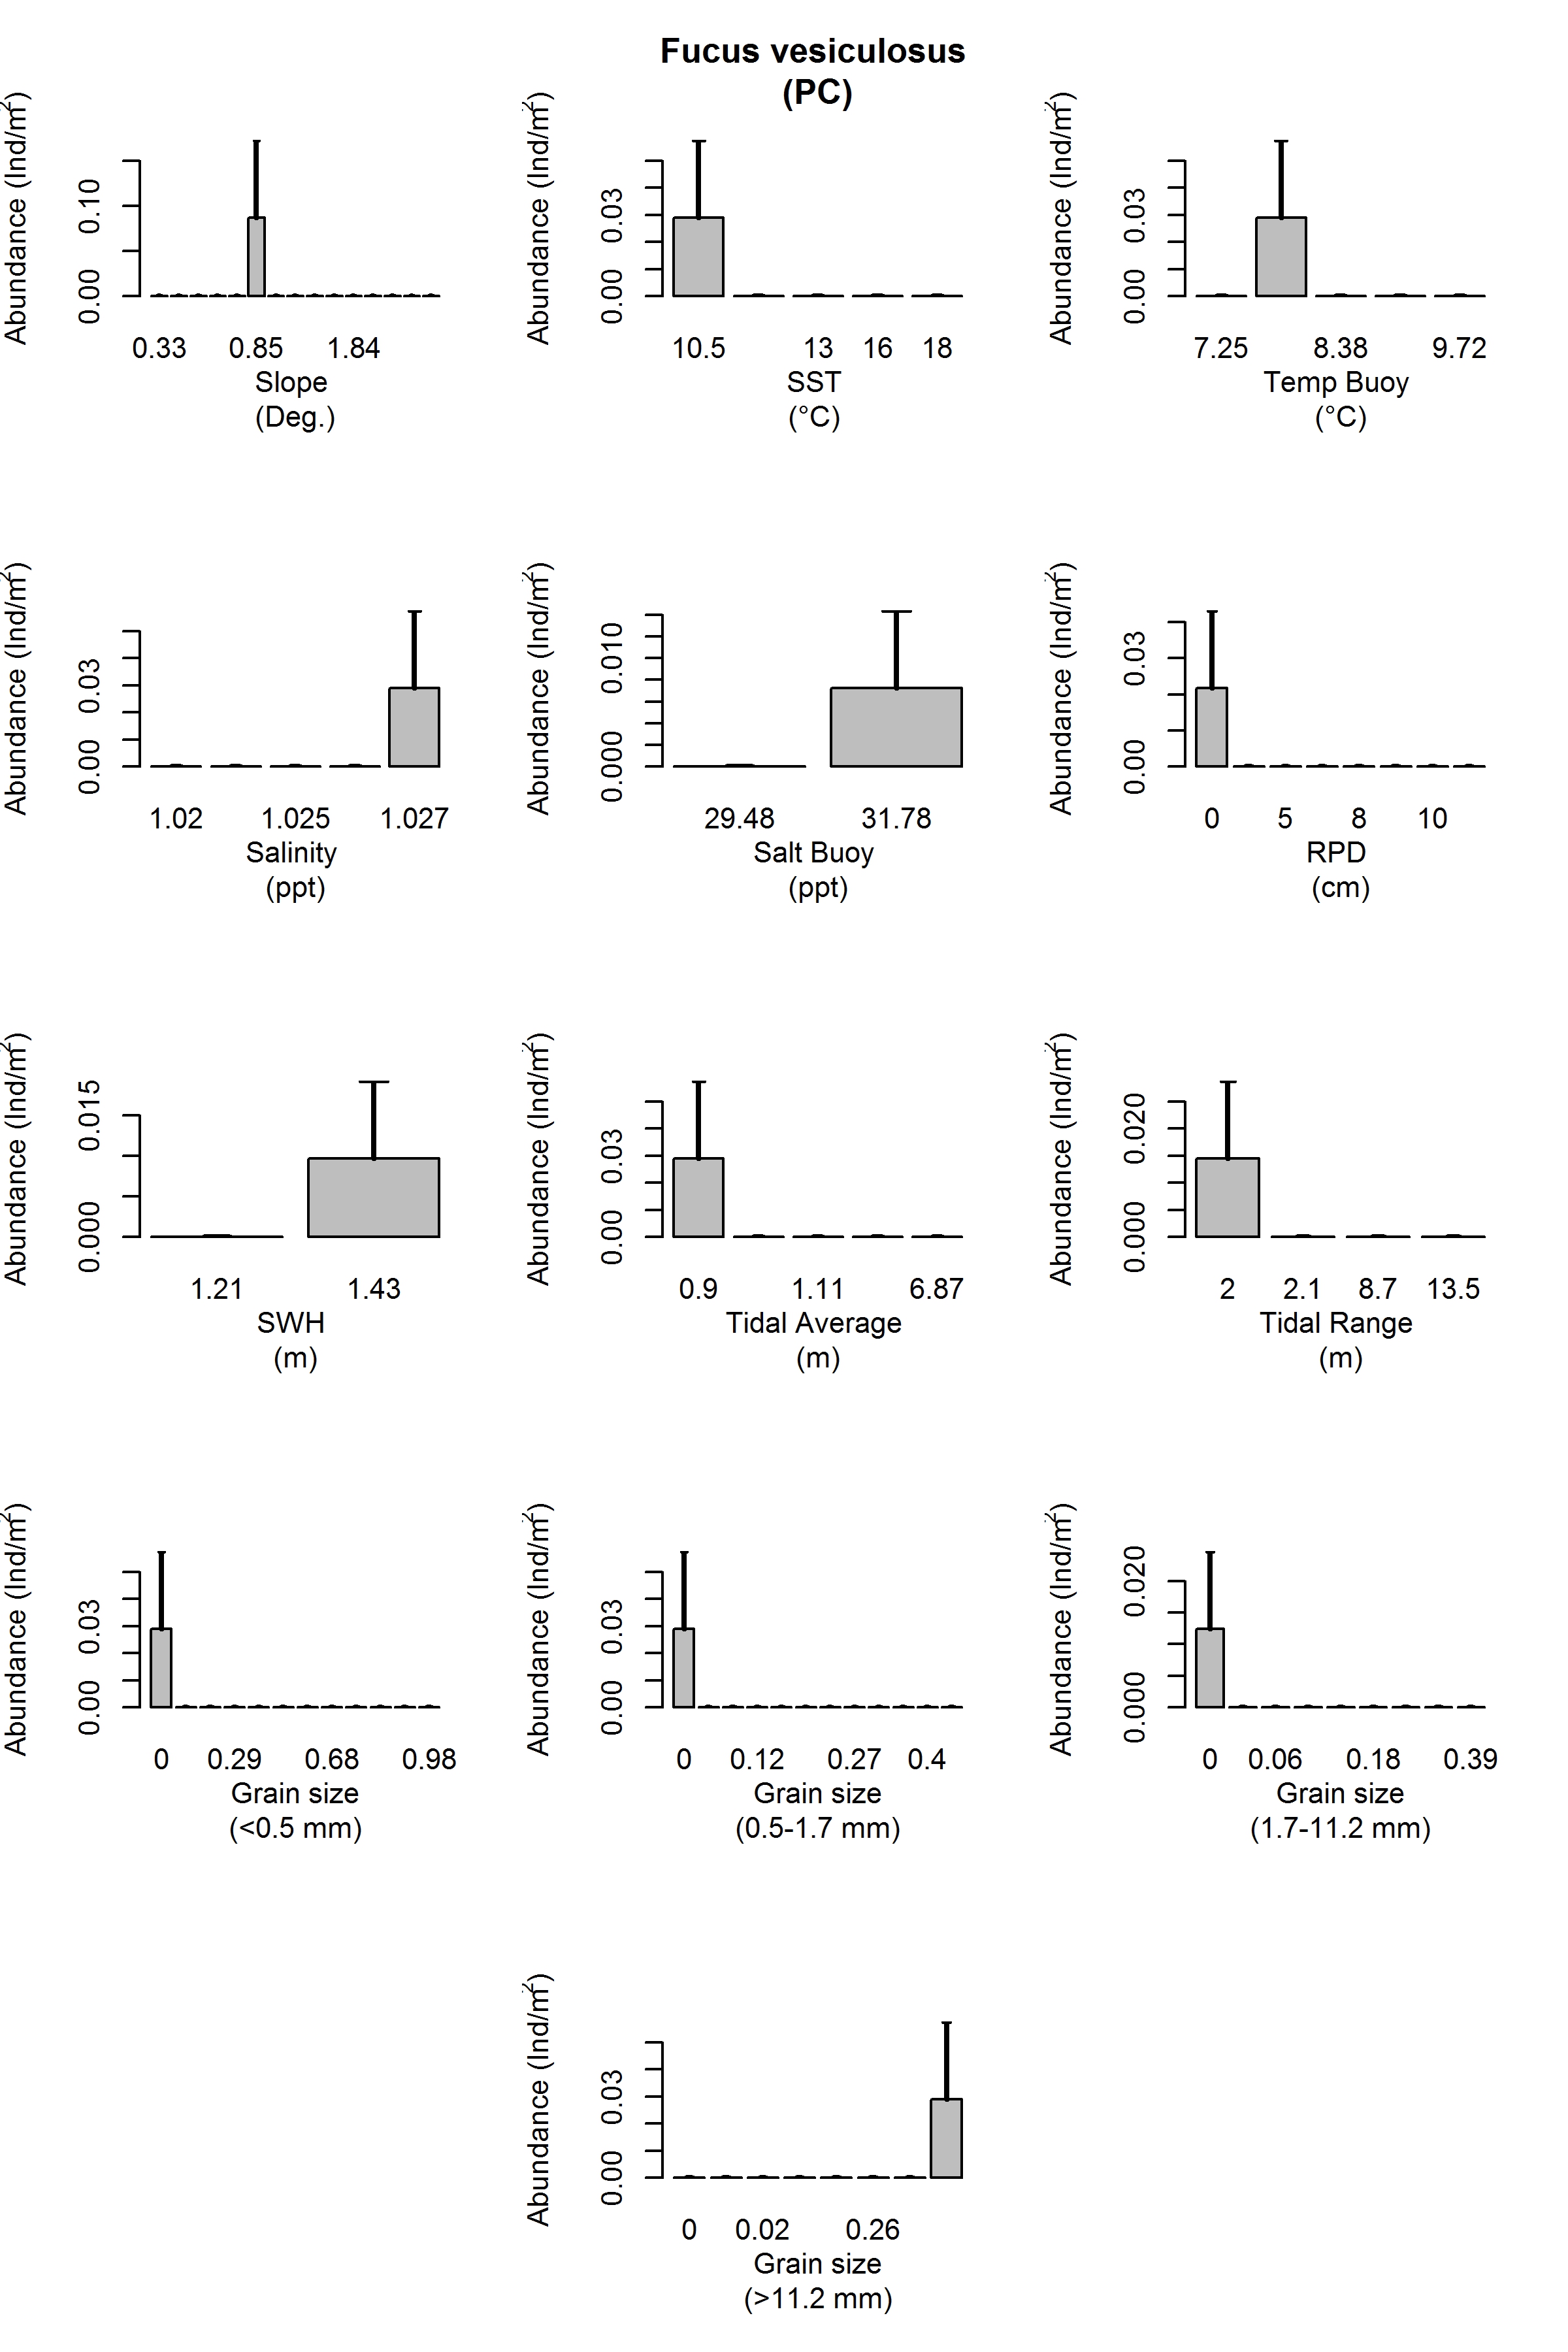 Fucus vesiculosus
(PC)
Abundance (Ind/m²)
0.00 0.10
0.33 0.85 1.84
Slope
(Deg.)
Abundance (Ind/m²)
0.00 0.03
10.5 13 16 18
SST
(°C)
Abundance (Ind/m²)
0.00 0.03
7.25 8.38 9.72
Temp Buoy
(°C)
Abundance (Ind/m²)
0.00 0.03
1.02 1.025 1.027
Salinity
(ppt)
Abundance (Ind/m²)
0.000 0.010
29.48 31.78
Salt Buoy
(ppt)
Abundance (Ind/m²)
0.00 0.03
0 5 8 10
RPD
(cm)
Abundance (Ind/m²)
0.000 0.015
1.21 1.43
SWH
(m)
Abundance (Ind/m²)
0.00 0.03
0.9 1.11 6.87
Tidal Average
(m)
Abundance (Ind/m²)
0.000 0.020
2 2.1 8.7 13.5
Tidal Range
(m)
Abundance (Ind/m²)
0.00 0.03
0 0.29 0.68 0.98
Grain size
(<0.5 mm)
Abundance (Ind/m²)
0.00 0.03
0 0.12 0.27 0.4
Grain size
(0.5-1.7 mm)
Abundance (Ind/m²)
0.000 0.020
0 0.06 0.18 0.39
Grain size
(1.7-11.2 mm)
Abundance (Ind/m²)
0.00 0.03
0 0.02 0.26
Grain size
(>11.2 mm)